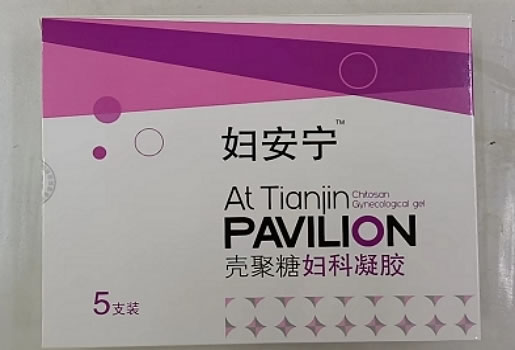 妇安宁™
At Tianjin Chitosan
Gynecological gel
PAVILION
壳聚糖妇科凝胶
5支装